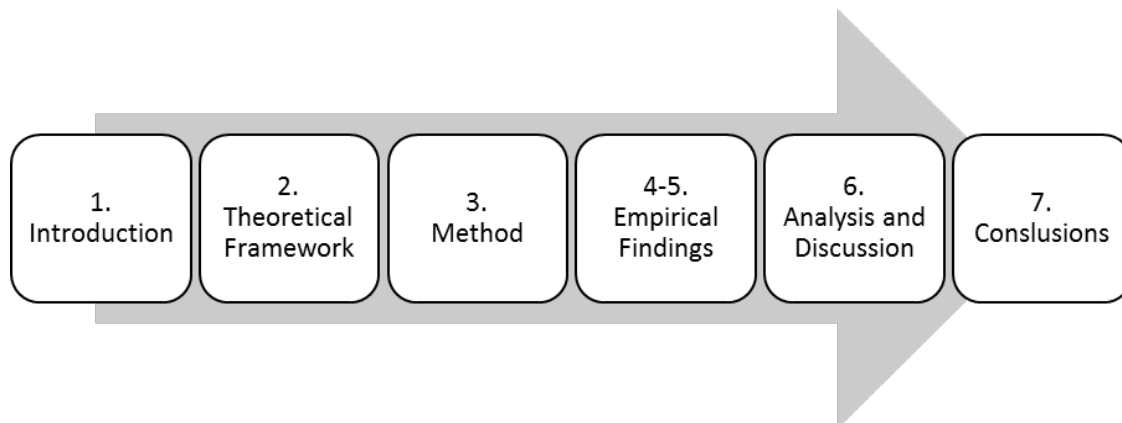 1.
Introduction
2.
Theoretical
Framework
3.
Method
4-5.
Empirical
Findings
6.
Analysis and
Discussion
7.
Conslusions